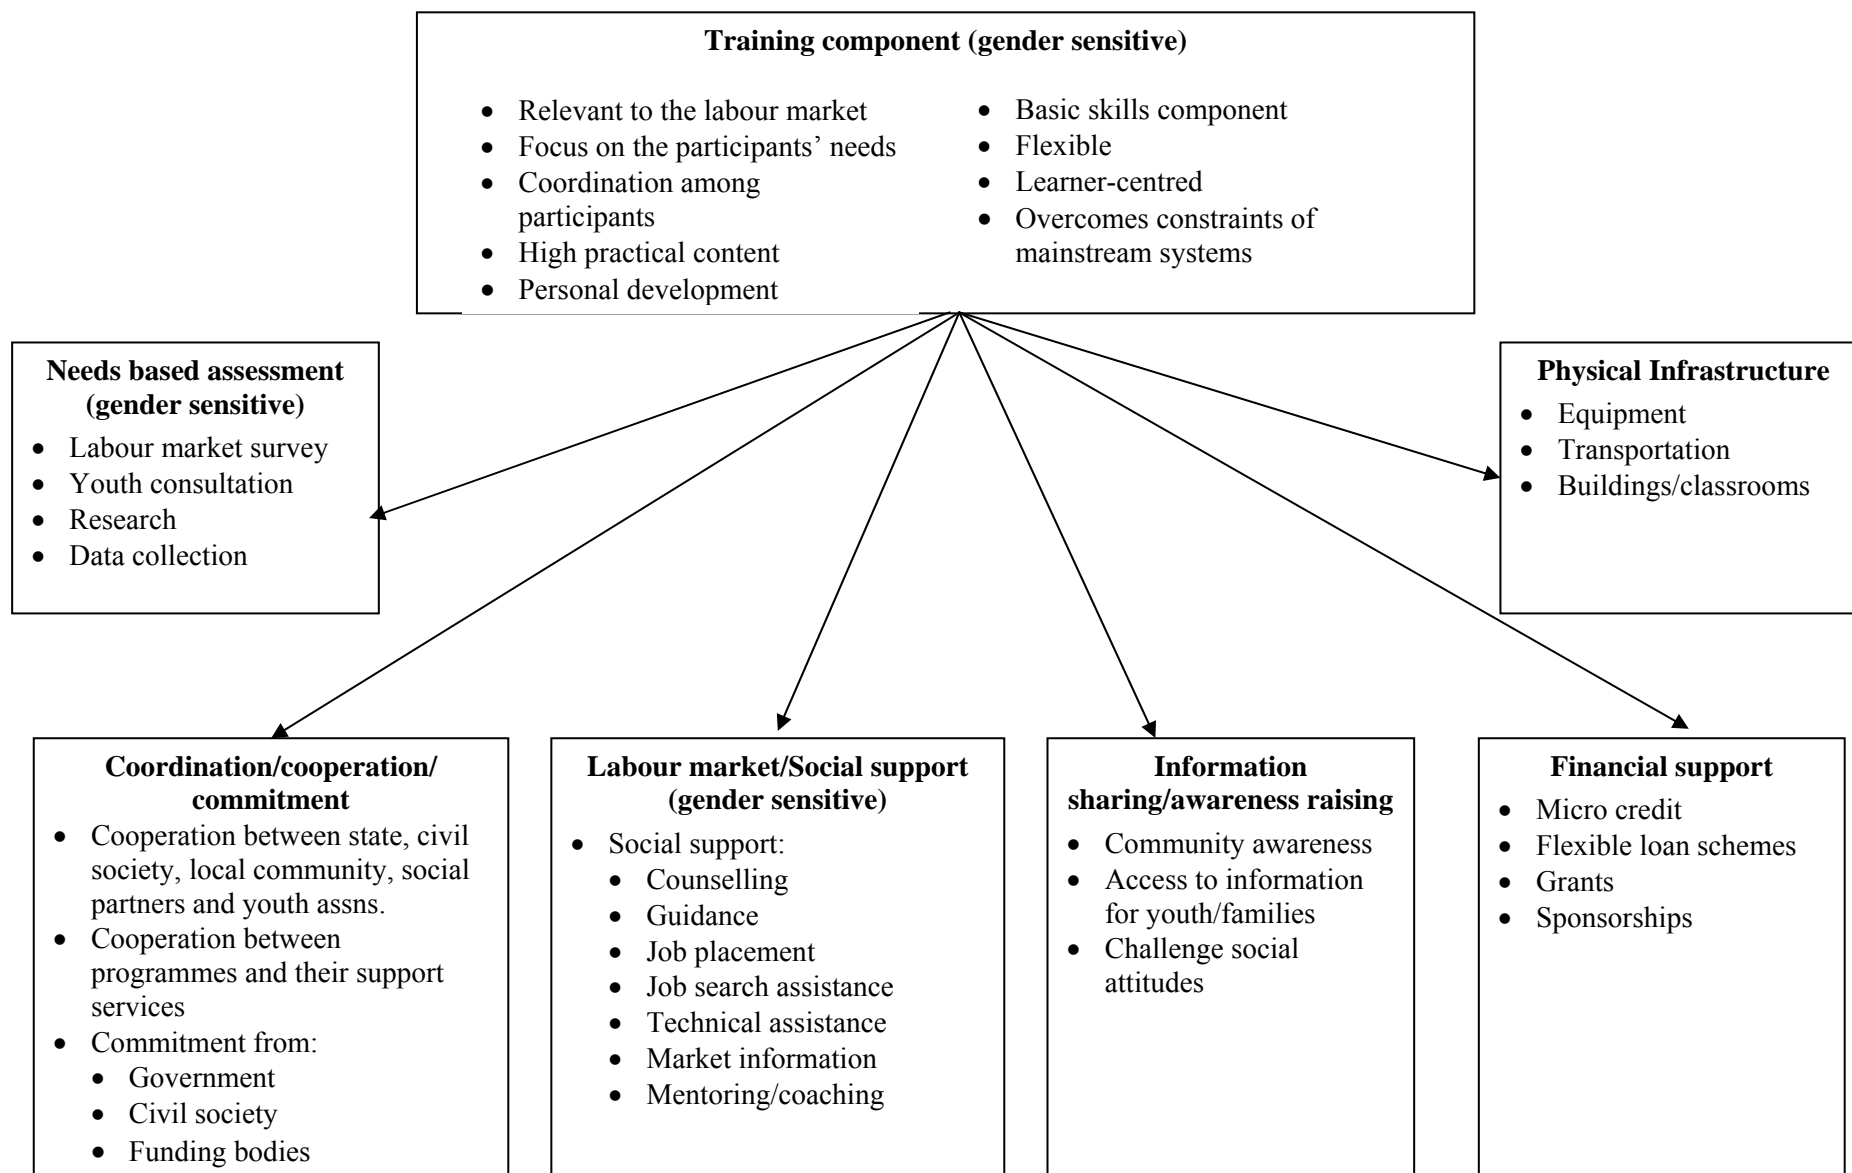 Training component (gender sensitive)
• Relevant to the labour market
• Focus on the participants’ needs
• Coordination among
participants
• High practical content
• Personal development
• Basic skills component
• Flexible
• Learner-centred
• Overcomes constraints of
mainstream systems
Needs based assessment
(gender sensitive)
• Labour market survey
• Youth consultation
• Research
• Data collection
Physical Infrastructure
• Equipment
• Transportation
• Buildings/classrooms
Coordination/cooperation/
commitment
• Cooperation between state, civil
society, local community, social
partners and youth assns.
• Cooperation between
programmes and their support
services
• Commitment from:
• Government
• Civil society
• Funding bodies
Labour market/Social support
(gender sensitive)
• Social support:
• Counselling
• Guidance
• Job placement
• Job search assistance
• Technical assistance
• Market information
• Mentoring/coaching
Information
sharing/awareness raising
• Community awareness
• Access to information
for youth/families
• Challenge social
attitudes
Financial support
• Micro credit
• Flexible loan schemes
• Grants
• Sponsorships